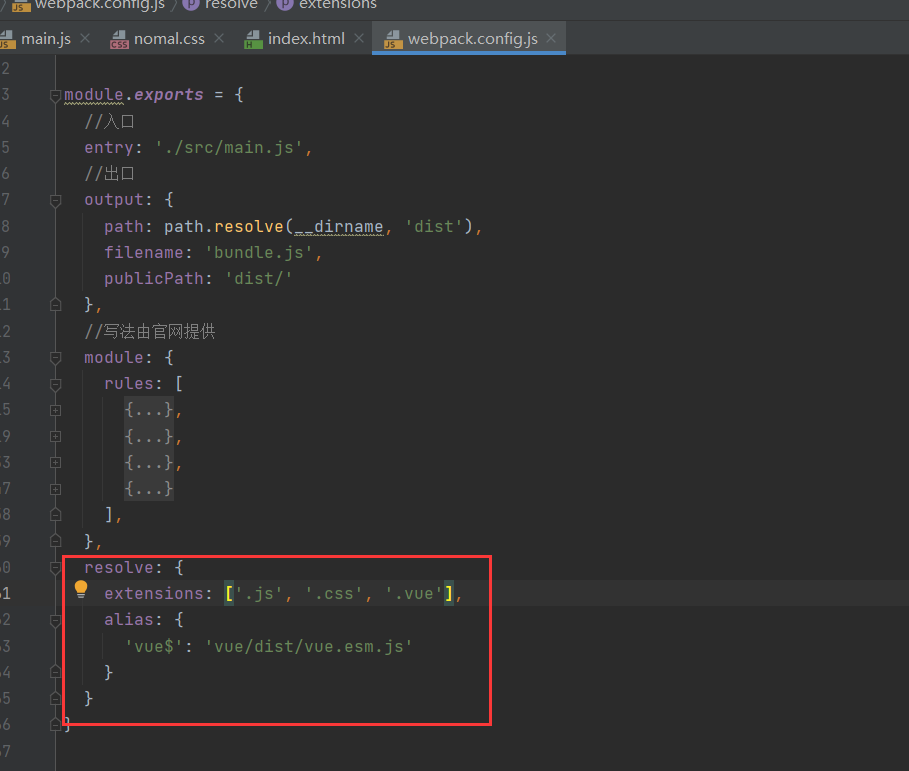 webpack.config.js resolve extensions
main.js nomal.css index.html webpack.config.js
2
3 module.exports = {
4 //入口
5 entry: './src/main.js',
6 //出口
7 output: {
8 path: path.resolve(__dirname, 'dist'),
9 filename: 'bundle.js',
0 publicPath: 'dist/'
1 },
2 //写法由官网提供
3 module: {
4 rules: [
5 {...},
9 {...},
3 {...},
7 {...}
8 ],
9 },
0 resolve: {
1 extensions: ['.js', '.css', '.vue'],
2 alias: {
3 'vue$': 'vue/dist/vue.esm.js'
4 }
5 }
6 }
7